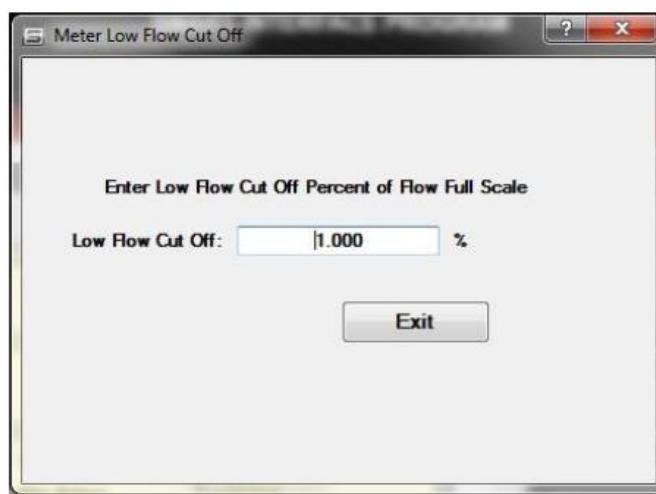 Meter Low Flow Cut Off
Enter Low Flow Cut Off Percent of Flow Full Scale
Low Flow Cut Off: 1.000 %
Exit